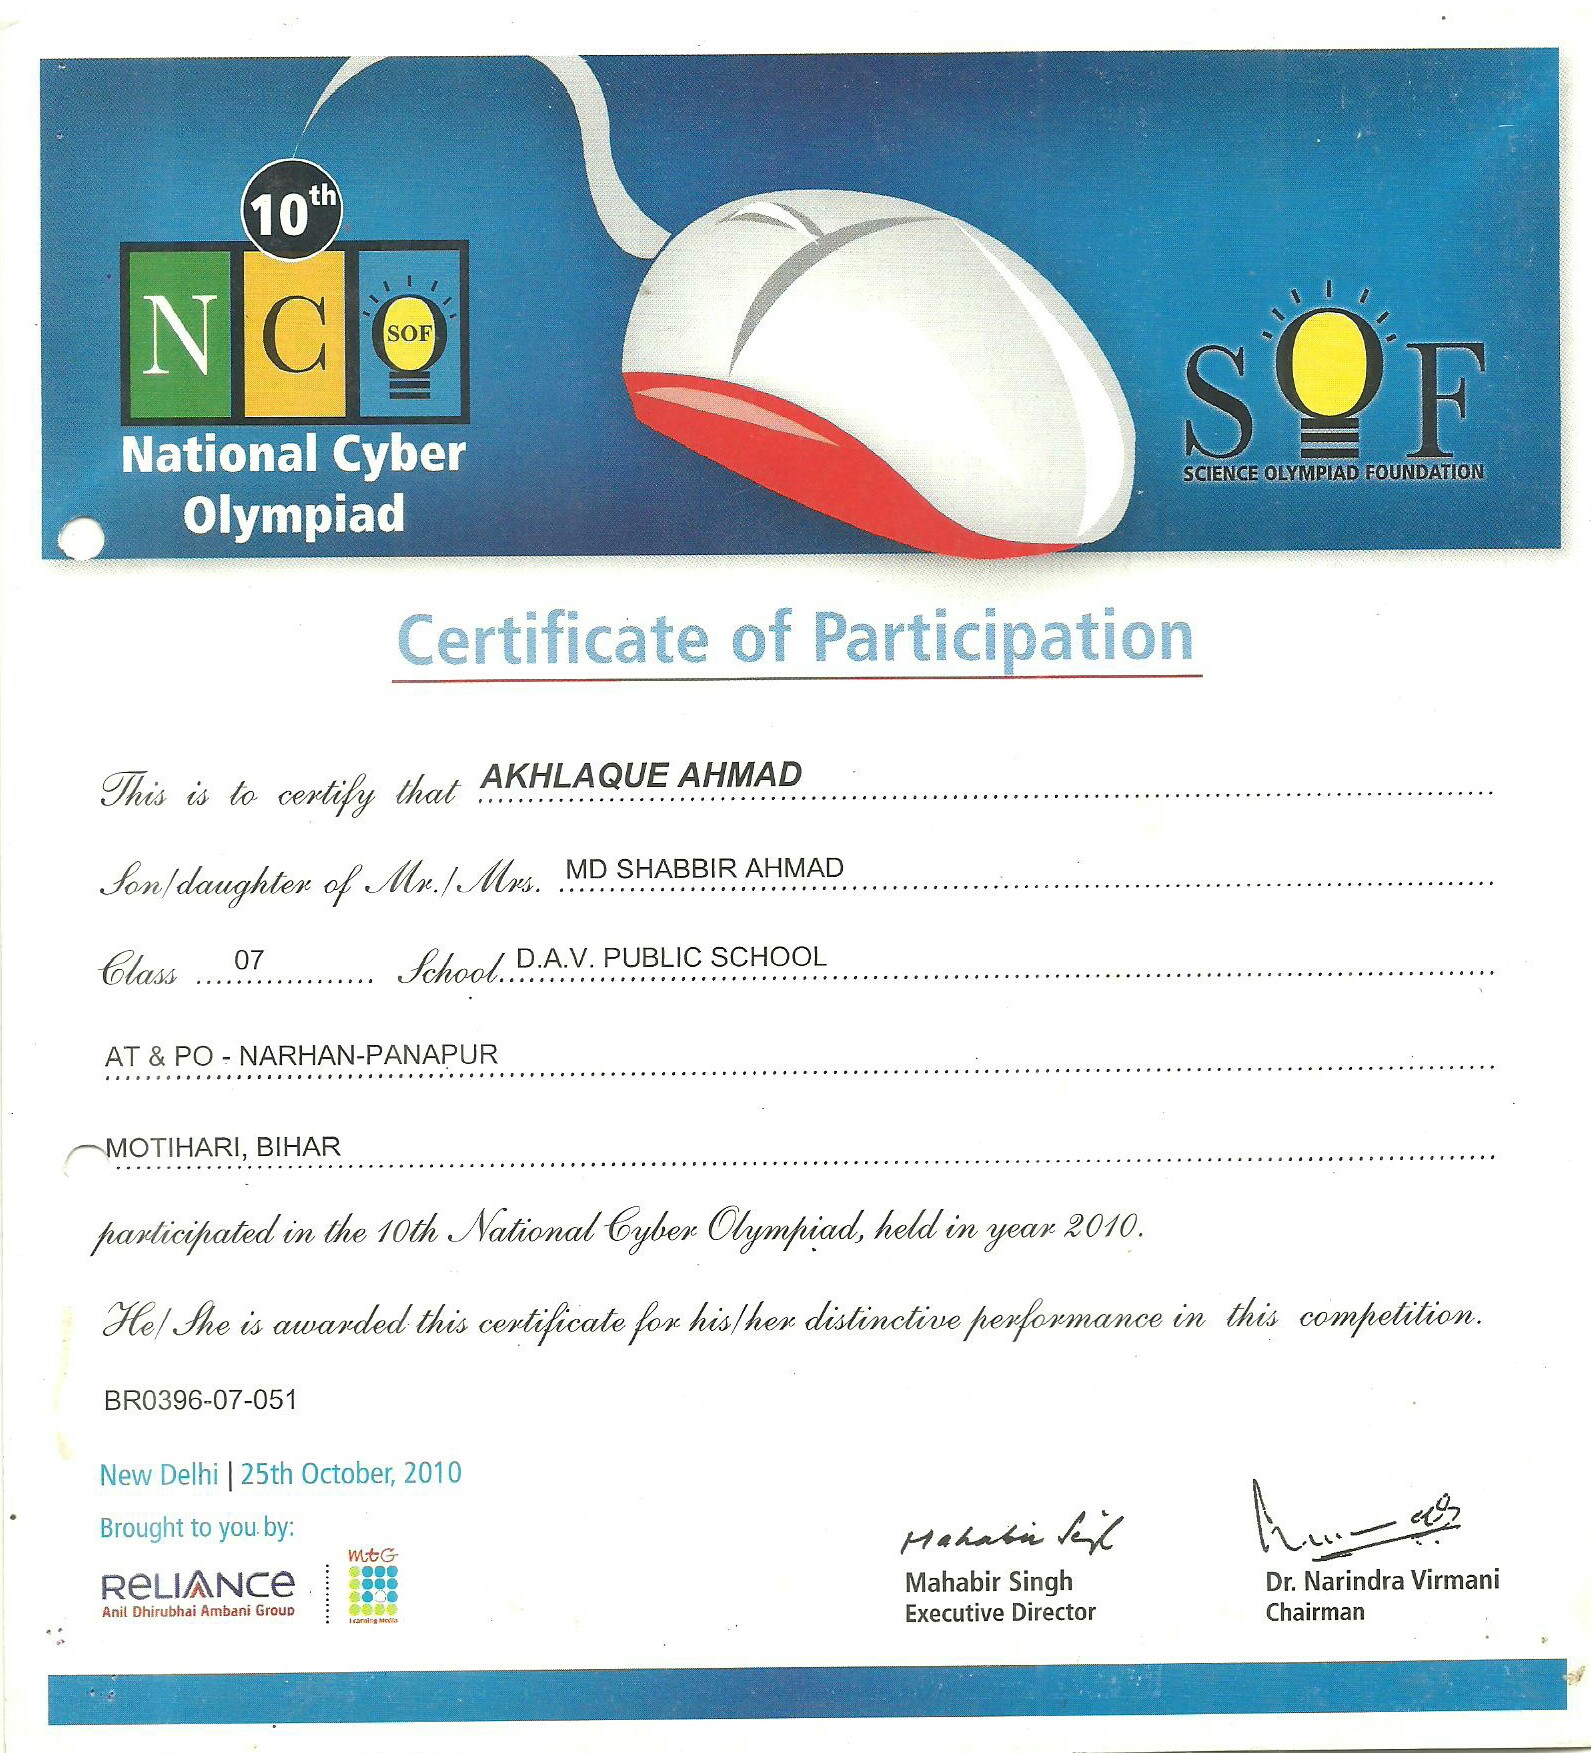 10th
N C SOF
National Cyber
Olympiad
SOF
SCIENCE OLYMPIAD FOUNDATION
Certificate of Participation
This is to certify that AKHLAQUE AHMAD
Son/daughter of Mr./Mrs. MD SHABBIR AHMAD
Class 07 School D.A.V. PUBLIC SCHOOL
AT & PO - NARHAN-PANAPUR
MOTIHARI, BIHAR
participated in the 10th National Cyber Olympiad, held in year 2010.
He/ She is awarded this certificate for his/her distinctive performance in this competition.
BR0396-07-051
New Delhi | 25th October, 2010
Brought to you by:
RELIANCE
Anil Dhirubhai Ambani Group
MtG
Learning Media
Mahabir Singh
Mahabir Singh
Executive Director
Dr. Narindra Virmani
Chairman